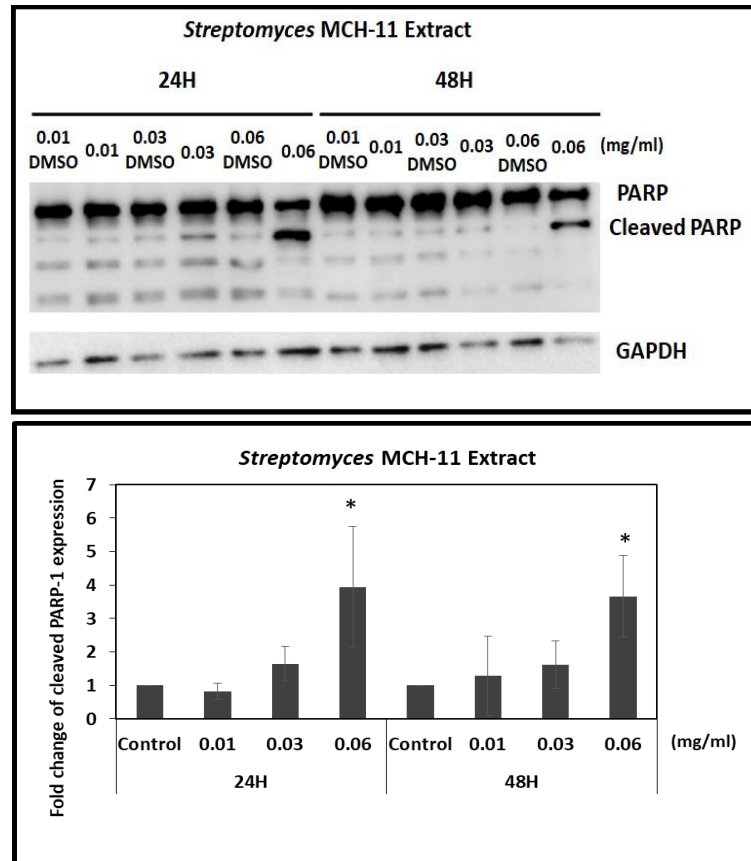 Streptomyces MCH-11 Extract
24H 48H
0.01 DMSO 0.01 0.03 DMSO 0.03 0.06 DMSO 0.06 0.01 DMSO 0.01 0.03 DMSO 0.03 0.06 DMSO 0.06 (mg/ml)
PARP
Cleaved PARP
GAPDH
Streptomyces MCH-11 Extract
Fold change of cleaved PARP-1 expression
7
6
5
4
3
2
1
0
* *
Control 0.01 0.03 0.06 Control 0.01 0.03 0.06 (mg/ml)
24H 48H